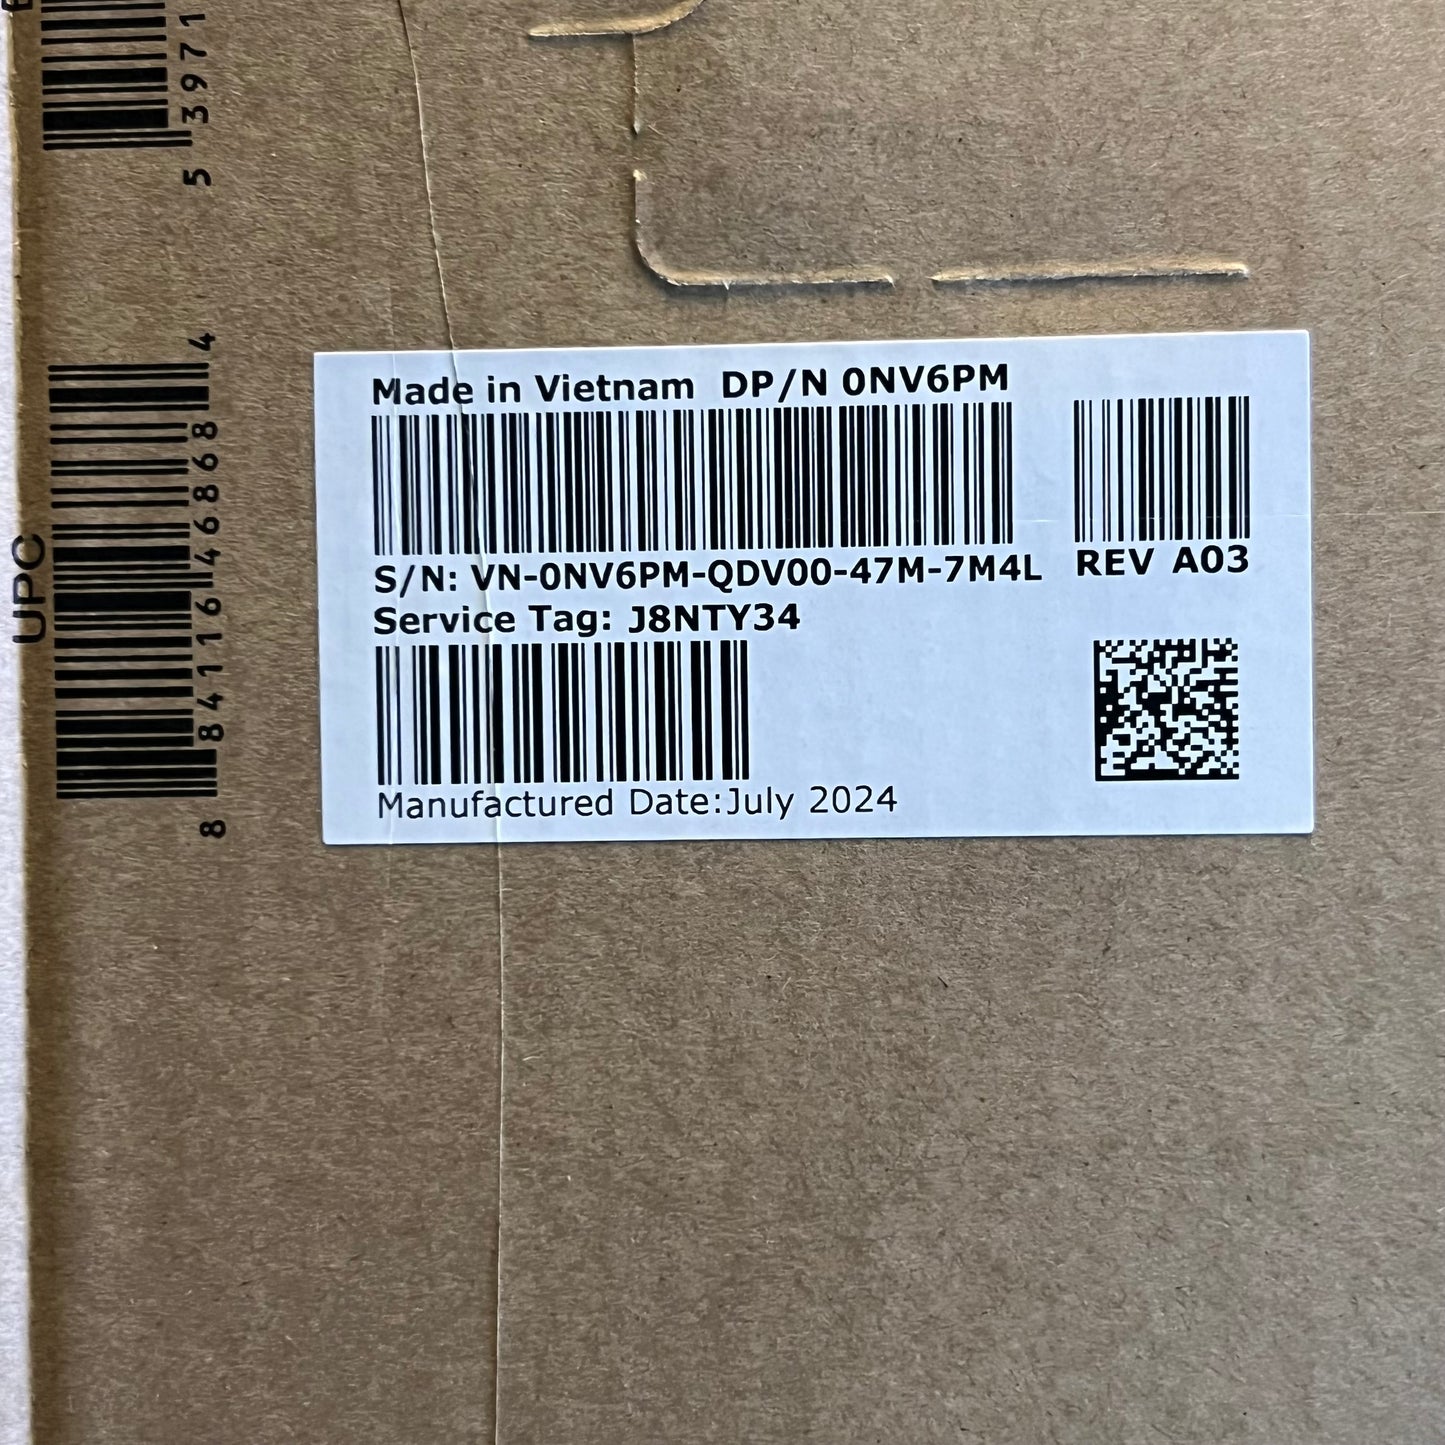 Made in Vietnam DP/N 0NV6PM
S/N: VN-0NV6PM-QDV00-47M-7M4L REV A03
Service Tag: J8NTY34
Manufactured Date:July 2024
UPC
8 84116 46868 4
5 3971